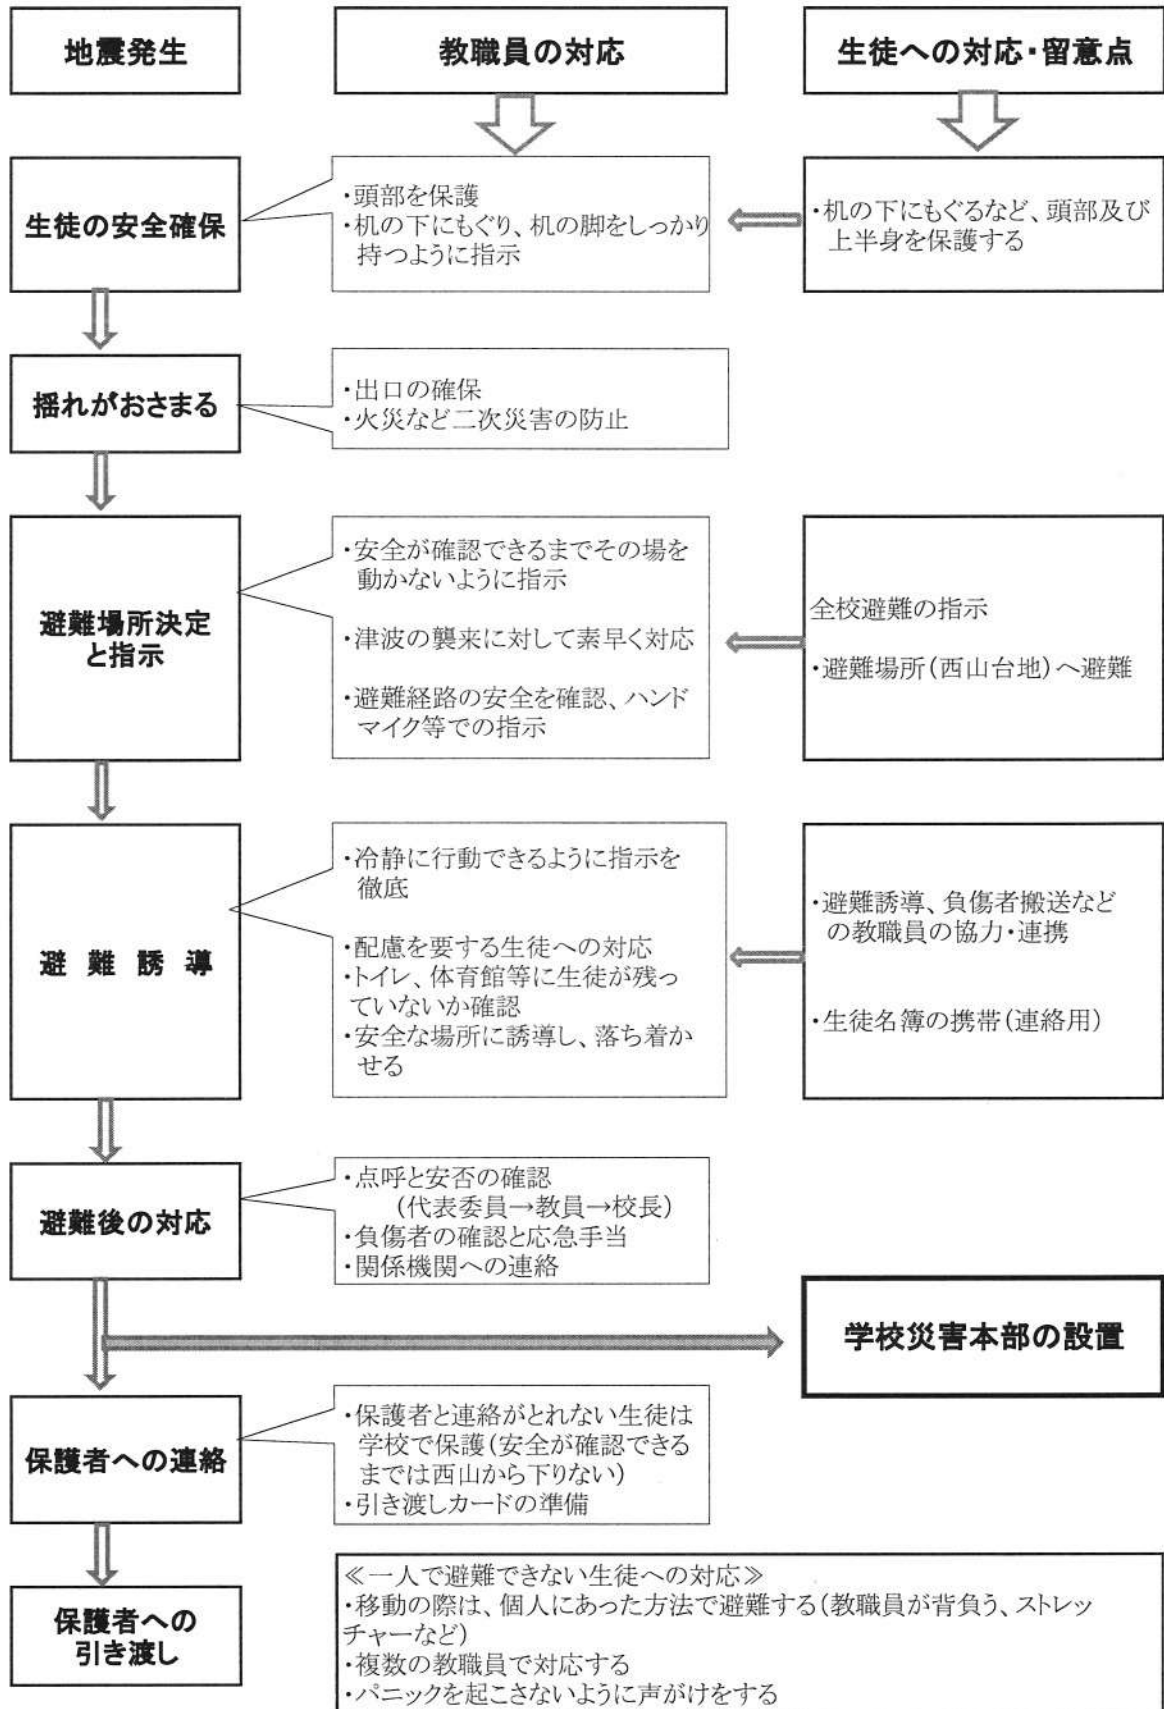 地震発生
教職員の対応
生徒への対応・留意点
生徒の安全確保
・頭部を保護
・机の下にもぐり、机の脚をしっかり
持つように指示
・机の下にもぐるなど、頭部及び
上半身を保護する
揺れがおさまる
・出口の確保
・火災など二次災害の防止
避難場所決定
と指示
・安全が確認できるまでその場を
動かないように指示
・津波の襲来に対して素早く対応
・避難経路の安全を確認、ハンド
マイク等での指示
全校避難の指示
・避難場所(西山台地)へ避難
避難誘導
・冷静に行動できるように指示を
徹底
・配慮を要する生徒への対応
・トイレ、体育館等に生徒が残っ
ていないか確認
・安全な場所に誘導し、落ち着か
せる
・避難誘導、負傷者搬送など
の教職員の協力・連携
・生徒名簿の携帯(連絡用)
避難後の対応
・点呼と安否の確認
(代表委員→教員→校長)
・負傷者の確認と応急手当
・関係機関への連絡
学校災害本部の設置
保護者への連絡
・保護者と連絡がとれない生徒は
学校で保護(安全が確認できる
までは西山から下りない)
・引き渡しカードの準備
保護者への
引き渡し
≪一人で避難できない生徒への対応≫
・移動の際は、個人にあった方法で避難する(教職員が背負う、ストレッ
チャーなど)
・複数の教職員で対応する
・パニックを起こさないように声がけをする